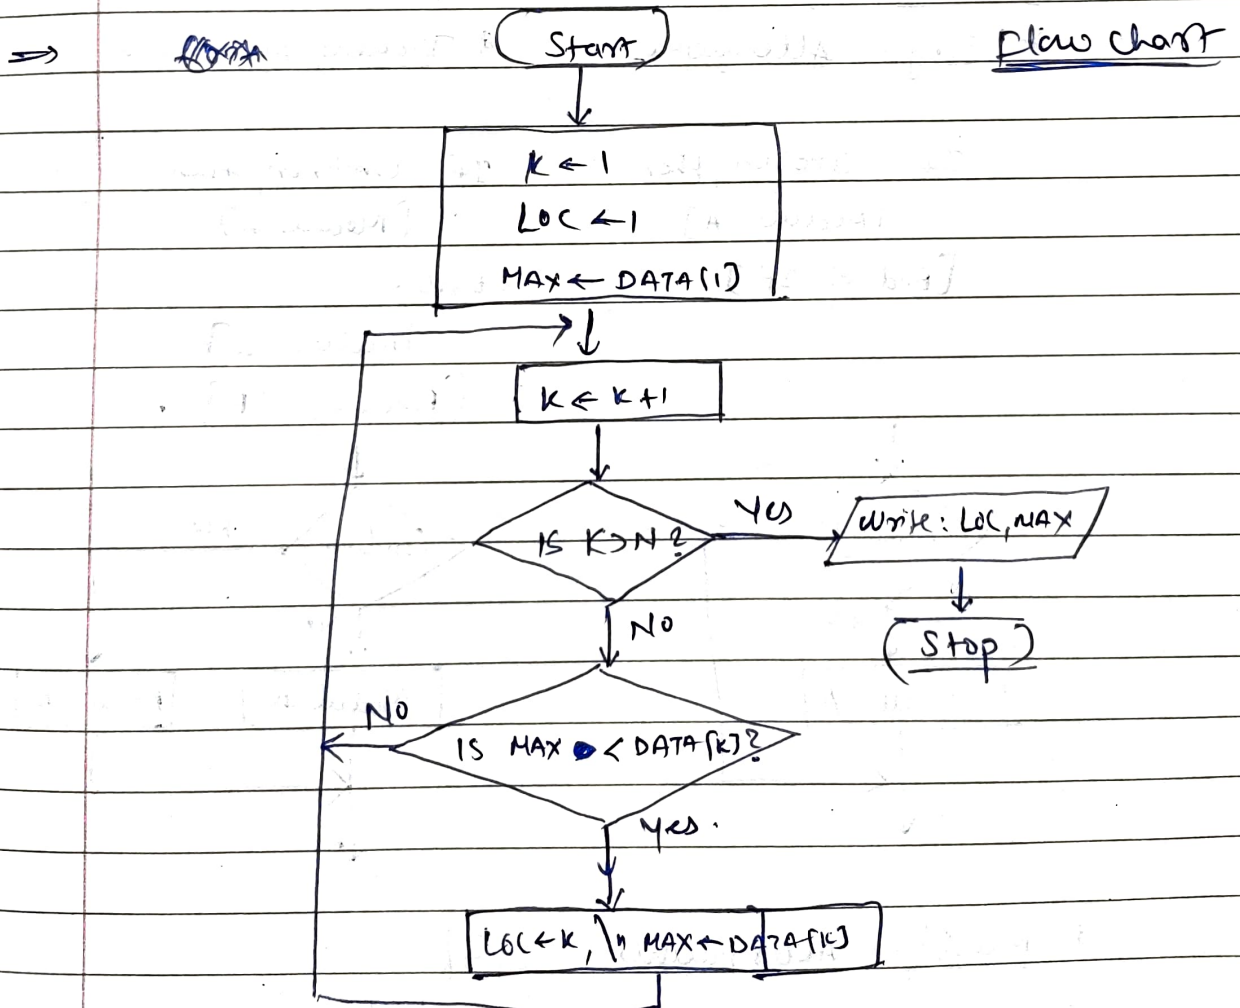 ⇒ Start Flow chart
K ← 1
LOC ← 1
MAX ← DATA[1]
K ← K+1
IS K>N? Yes Write: LOC, MAX
No Stop
No
IS MAX < DATA[K]?
Yes.
LOC ← K, \n MAX ← DATA[K]